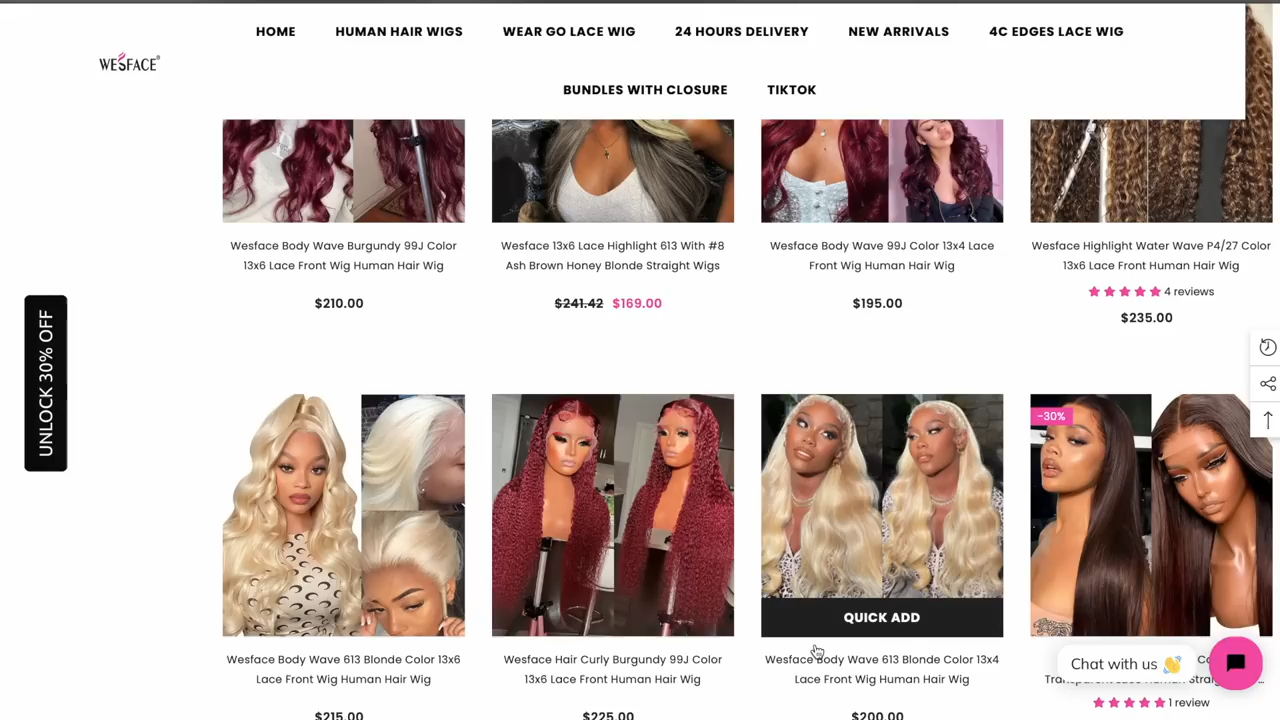 HOME
HUMAN HAIR WIGS
WEAR GO LACE WIG
24 HOURS DELIVERY
NEW ARRIVALS
4C EDGES LACE WIG
WESFACE®
BUNDLES WITH CLOSURE
TIKTOK
Wesface Body Wave Burgundy 99J Color
13x6 Lace Front Wig Human Hair Wig
$210.00
Wesface 13x6 Lace Highlight 613 With #8
Ash Brown Honey Blonde Straight Wigs
$241.42 $169.00
Wesface Body Wave 99J Color 13x4 Lace
Front Wig Human Hair Wig
$195.00
Wesface Highlight Water Wave P4/27 Color
13x6 Lace Front Human Hair Wig
4 reviews
$235.00
UNLOCK 30% OFF
-30%
QUICK ADD
Wesface Body Wave 613 Blonde Color 13x6
Lace Front Wig Human Hair Wig
$215.00
Wesface Hair Curly Burgundy 99J Color
13x6 Lace Front Wig Human Hair Wig
$225.00
Wesface Body Wave 613 Blonde Color 13x4
Lace Front Wig Human Hair Wig
$200.00
Chat with us 👋
1 review